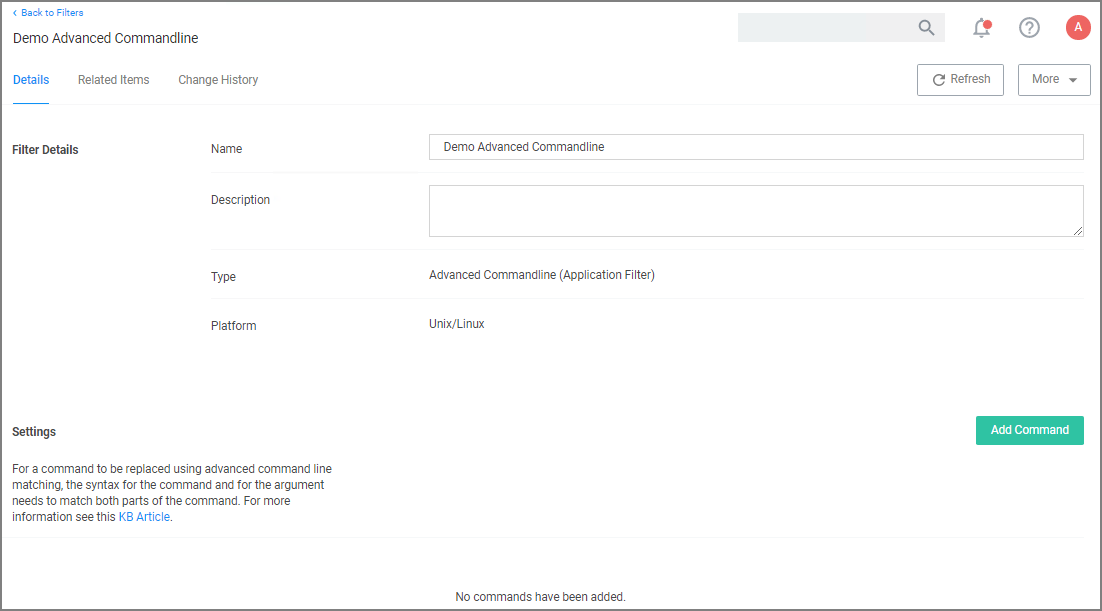 Back to Filters
Demo Advanced Commandline
A
Details Related Items Change History Refresh More
Filter Details Name Demo Advanced Commandline
Description
Type Advanced Commandline (Application Filter)
Platform Unix/Linux
Settings Add Command
For a command to be replaced using advanced command line
matching, the syntax for the command and for the argument
needs to match both parts of the command. For more
information see this KB Article.
No commands have been added.